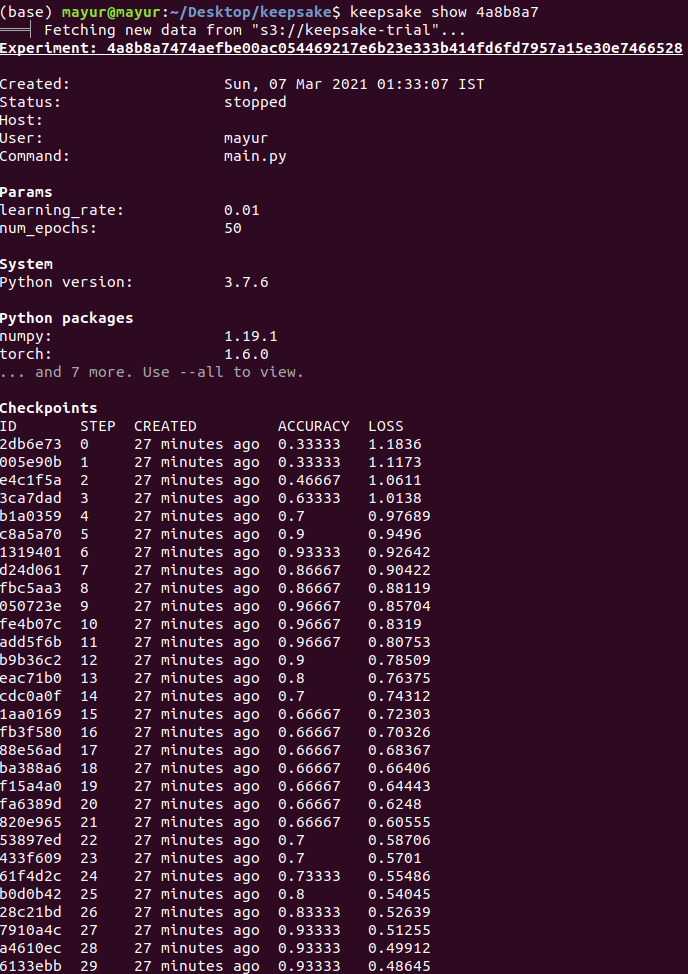 (base) mayur@mayur:~/Desktop/keepsake$ keepsake show 4a8b8a7
═══╡ Fetching new data from "s3://keepsake-trial"...
Experiment: 4a8b8a7474aefbe00ac054469217e6b23e333b414fd6fd7957a15e30e7466528
Created: Sun, 07 Mar 2021 01:33:07 IST
Status: stopped
Host:
User: mayur
Command: main.py
Params
learning_rate: 0.01
num_epochs: 50
System
Python version: 3.7.6
Python packages
numpy: 1.19.1
torch: 1.6.0
... and 7 more. Use --all to view.
Checkpoints
ID STEP CREATED ACCURACY LOSS
2db6e73 0 27 minutes ago 0.33333 1.1836
005e90b 1 27 minutes ago 0.33333 1.1173
e4c1f5a 2 27 minutes ago 0.46667 1.0611
3ca7dad 3 27 minutes ago 0.63333 1.0138
b1a0359 4 27 minutes ago 0.7 0.97689
c8a5a70 5 27 minutes ago 0.9 0.9496
1319401 6 27 minutes ago 0.93333 0.92642
d24d061 7 27 minutes ago 0.86667 0.90422
fbc5aa3 8 27 minutes ago 0.86667 0.88119
050723e 9 27 minutes ago 0.96667 0.85704
fe4b07c 10 27 minutes ago 0.96667 0.8319
add5f6b 11 27 minutes ago 0.96667 0.80753
b9b36c2 12 27 minutes ago 0.9 0.78509
eac71b0 13 27 minutes ago 0.8 0.76375
cdc0a0f 14 27 minutes ago 0.7 0.74312
1aa0169 15 27 minutes ago 0.66667 0.72303
fb3f580 16 27 minutes ago 0.66667 0.70326
88e56ad 17 27 minutes ago 0.66667 0.68367
ba388a6 18 27 minutes ago 0.66667 0.66406
f15a4a0 19 27 minutes ago 0.66667 0.64443
fa6389d 20 27 minutes ago 0.66667 0.6248
820e965 21 27 minutes ago 0.66667 0.60555
53897ed 22 27 minutes ago 0.7 0.58706
433f609 23 27 minutes ago 0.7 0.5701
61f4d2c 24 27 minutes ago 0.73333 0.55486
b0d0b42 25 27 minutes ago 0.8 0.54045
28c21bd 26 27 minutes ago 0.83333 0.52639
7910a4c 27 27 minutes ago 0.93333 0.51255
a4610ec 28 27 minutes ago 0.93333 0.49912
6133ebb 29 27 minutes ago 0.93333 0.48645